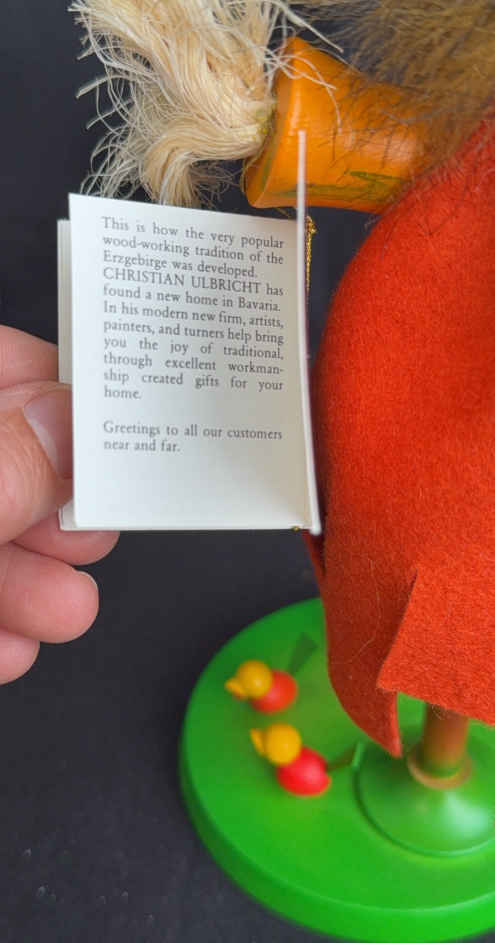 This is how the very popular
wood-working tradition of the
Erzgebirge was developed.
CHRISTIAN ULBRICHT has
found a new home in Bavaria.
In his modern new firm, artists,
painters, and turners help bring
you the joy of traditional,
through excellent workman-
ship created gifts for your
home.
Greetings to all our customers
near and far.